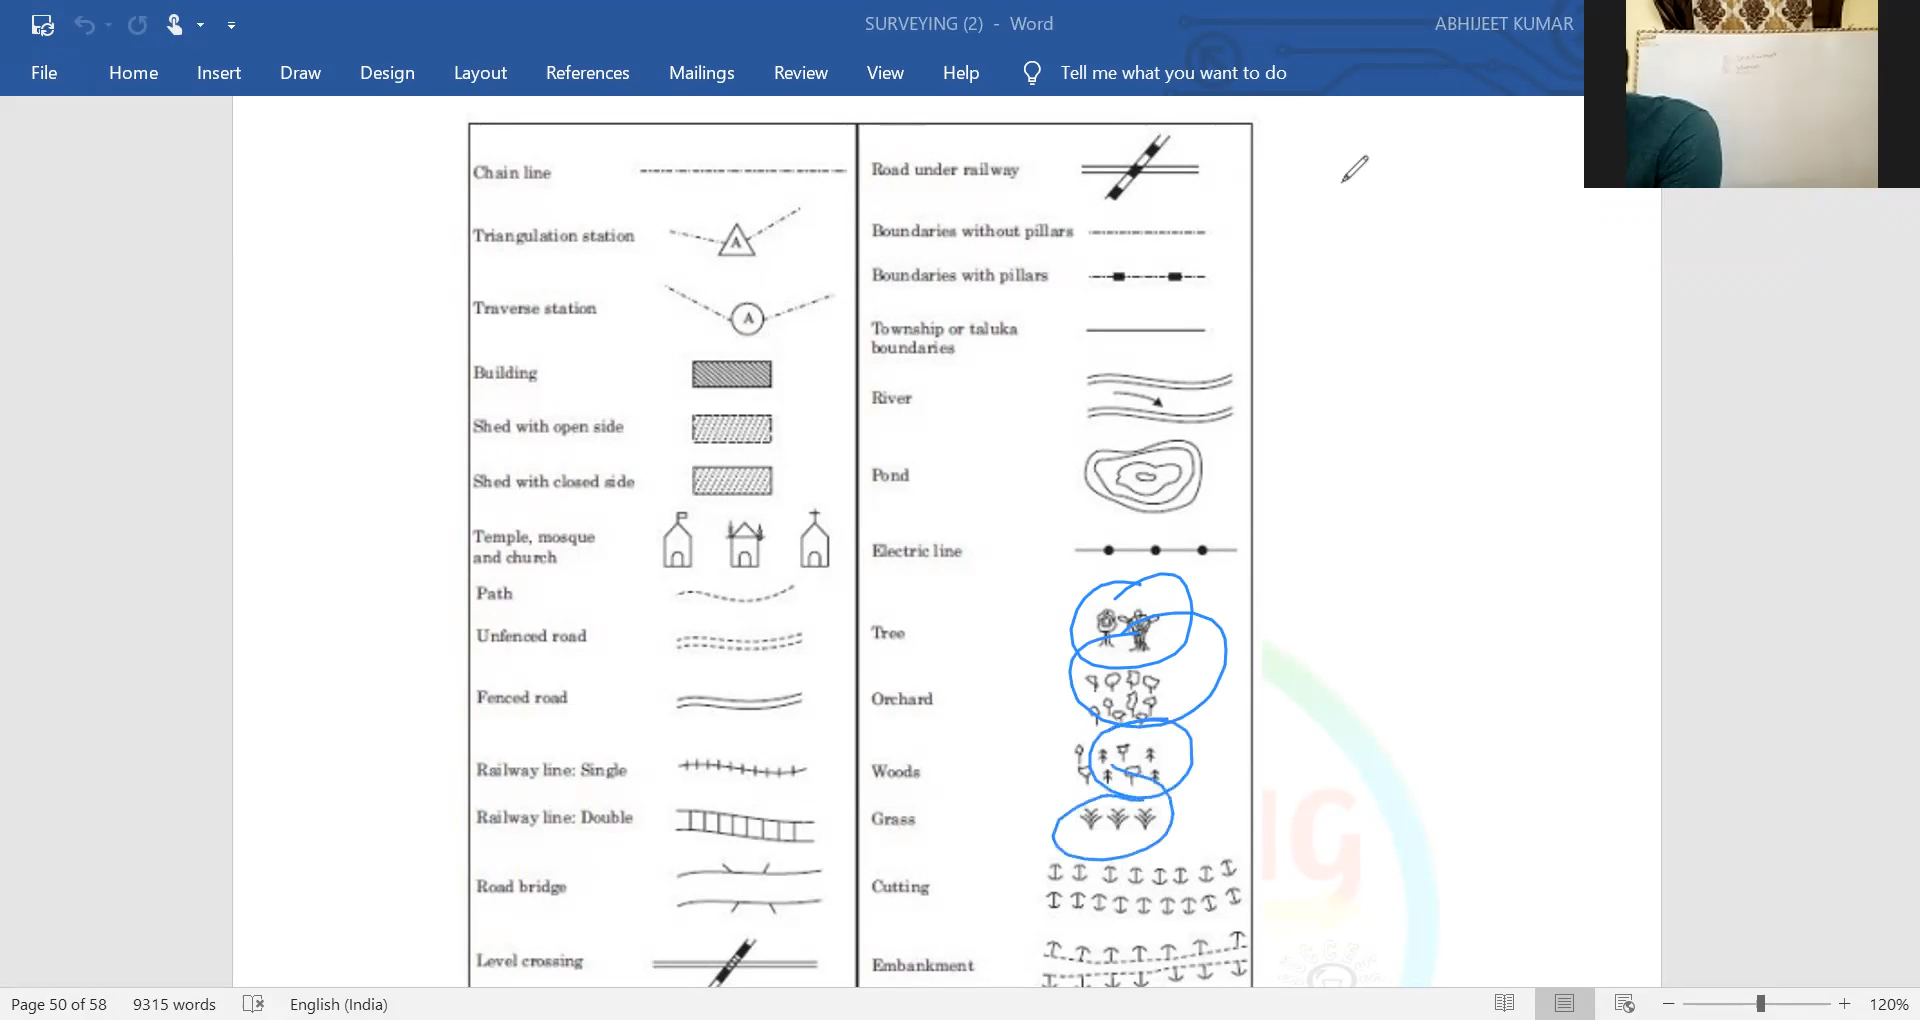 SURVEYING (2) - Word
ABHIJEET KUMAR
File Home Insert Draw Design Layout References Mailings Review View Help Tell me what you want to do
Chain line
Triangulation station
A
Traverse station
A
Building
Shed with open side
Shed with closed side
Temple, mosque
and church
Path
Unfenced road
Fenced road
Railway line: Single
Railway line: Double
Road bridge
Level crossing
Road under railway
Boundaries without pillars
Boundaries with pillars
Township or taluka
boundaries
River
Pond
Electric line
Tree
Orchard
Woods
Grass
Cutting
Embankment
Page 50 of 58 9315 words English (India) 120%